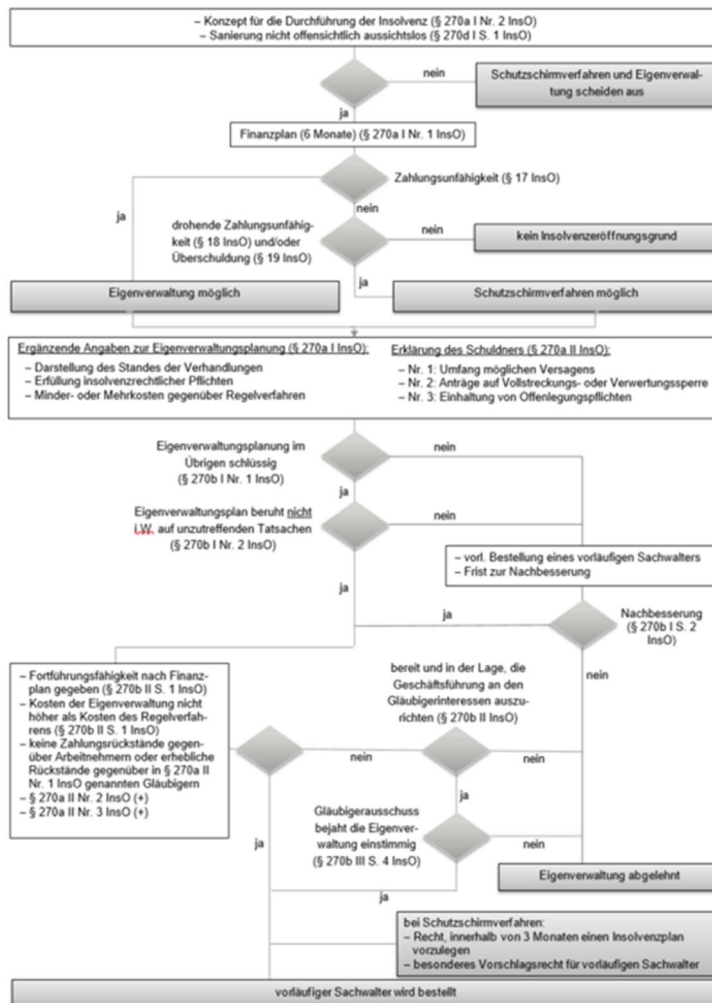 – Konzept für die Durchführung der Insolvenz (§ 270a I Nr. 2 InsO)
– Sanierung nicht offensichtlich aussichtslos (§ 270d I S. 1 InsO)
nein
Schutzschirmverfahren und Eigenverwal-
tung scheiden aus
ja
Finanzplan (6 Monate) (§ 270a I Nr. 1 InsO)
Zahlungsunfähigkeit (§ 17 InsO)
ja
nein
drohende Zahlungsunfähig-
keit (§ 18 InsO) und/oder
Überschuldung (§ 19 InsO)
nein
kein Insolvenzeröffnungsgrund
ja
Eigenverwaltung möglich
Schutzschirmverfahren möglich
Ergänzende Angaben zur Eigenverwaltungsplanung (§ 270a I InsO):
– Darstellung des Standes der Verhandlungen
– Erfüllung insolvenzrechtlicher Pflichten
– Minder- oder Mehrkosten gegenüber Regelverfahren
Erklärung des Schuldners (§ 270a II InsO):
– Nr. 1: Umfang möglichen Versagens
– Nr. 2: Anträge auf Vollstreckungs- oder Verwertungssperre
– Nr. 3: Einhaltung von Offenlegungspflichten
Eigenverwaltungsplanung im
Übrigen schlüssig
(§ 270b I Nr. 1 InsO)
nein
ja
Eigenverwaltungsplan beruht nicht
i.W. auf unzutreffenden Tatsachen
(§ 270b I Nr. 2 InsO)
nein
– vorl. Bestellung eines vorläufigen Sachwalters
– Frist zur Nachbesserung
ja
ja
Nachbesserung
(§ 270b I S. 2
InsO)
nein
– Fortführungsfähigkeit nach Finanz-
plan gegeben (§ 270b II S. 1 InsO)
– Kosten der Eigenverwaltung nicht
höher als Kosten des Regelverfah-
rens (§ 270b II S. 1 InsO)
– keine Zahlungsrückstände gegen-
über Arbeitnehmern oder erhebliche
Rückstände gegenüber in § 270a II
Nr. 1 InsO genannten Gläubigern
– § 270a II Nr. 2 InsO (+)
– § 270a II Nr. 3 InsO (+)
bereit und in der Lage, die
Geschäftsführung an den
Gläubigerinteressen auszu-
richten (§ 270b II InsO)
nein
nein
ja
Gläubigerausschuss
bejaht die Eigenver-
waltung einstimmig
(§ 270b III S. 4 InsO)
ja
nein
Eigenverwaltung abgelehnt
ja
bei Schutzschirmverfahren:
– Recht, innerhalb von 3 Monaten einen Insolvenzplan
vorzulegen
– besonderes Vorschlagsrecht für vorläufigen Sachwalter
vorläufiger Sachwalter wird bestellt